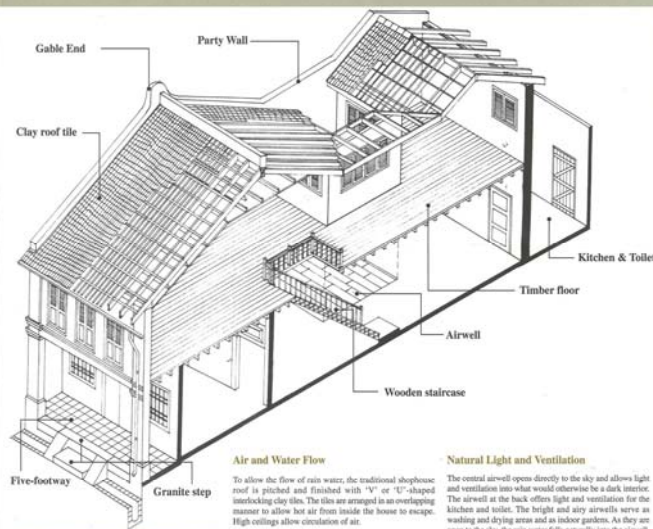 Gable End
Party Wall
Clay roof tile
Kitchen & Toilet
Timber floor
Airwell
Wooden staircase
Five-footway
Granite step
Air and Water Flow
To allow the flow of rain water, the traditional shophouse
roof is pitched and finished with "V" or "U"-shaped
interlocking clay tiles. The tiles are arranged in an overlapping
manner to allow hot air from inside the house to escape.
High ceilings allow circulation of air.
Natural Light and Ventilation
The central airwell opens directly to the sky and allows light
and ventilation into what would otherwise be a dark interior.
The airwell at the back offers light and ventilation for the
kitchen and toilet. The bright and airy airwells serve as
washing and drying areas and as indoor gardens. As they are